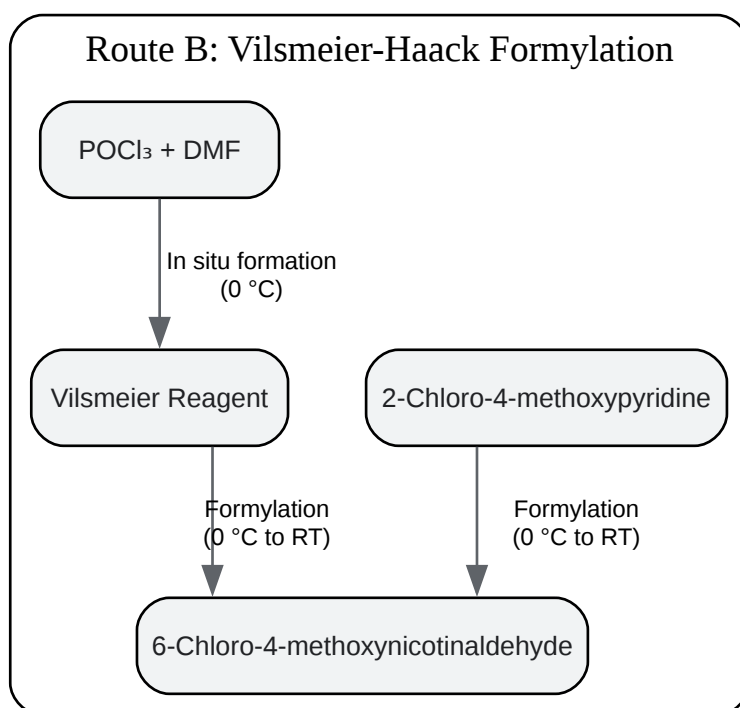 Route B: Vilsmeier-Haack Formylation
POCl₃ + DMF
In situ formation
(0 °C)
Vilsmeier Reagent
2-Chloro-4-methoxypyridine
Formylation
(0 °C to RT)
Formylation
(0 °C to RT)
6-Chloro-4-methoxynicotinaldehyde